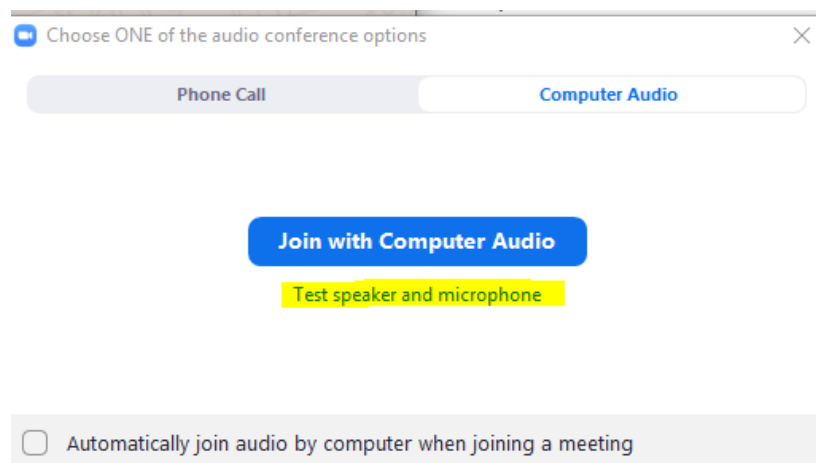 Choose ONE of the audio conference options
Phone Call
Computer Audio
Join with Computer Audio
Test speaker and microphone
Automatically join audio by computer when joining a meeting